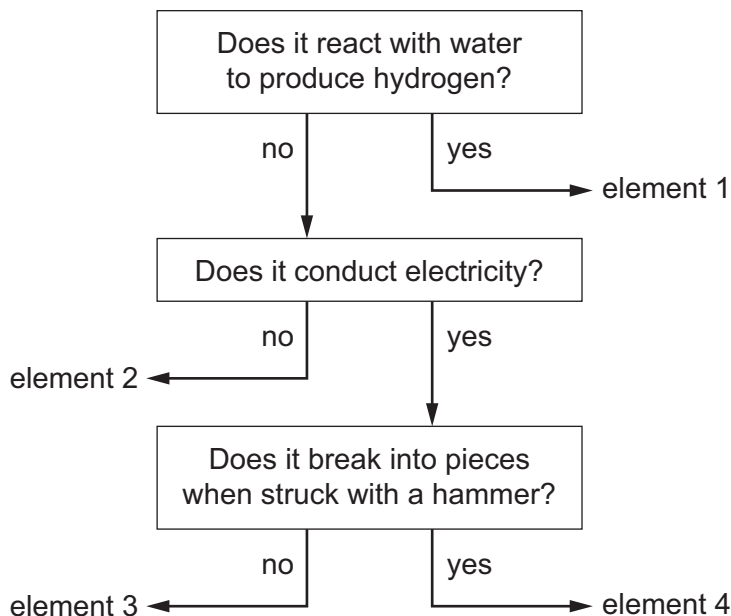 Does it react with water
to produce hydrogen?
no
yes
element 1
Does it conduct electricity?
no
yes
element 2
Does it break into pieces
when struck with a hammer?
no
yes
element 3
element 4